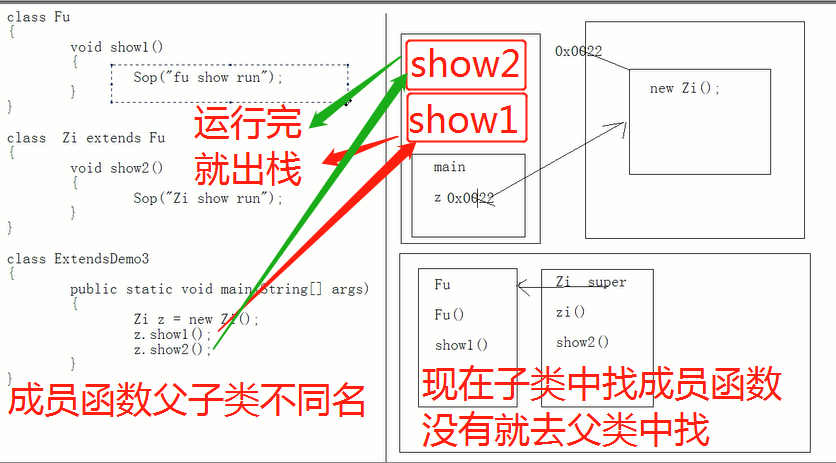 class Fu
{
void show1()
{
Sop("fu show run");
}
}
class Zi extends Fu
{
void show2()
{
Sop("Zi show run");
}
}
class ExtendsDemo3
{
public static void main(String[] args)
{
Zi z = new Zi();
z.show1();
z.show2();
}
}
运行完
就出栈
成员函数父子类不同名
show2
show1
main
z 0x0022
0x0022
new Zi();
Fu
Fu()
show1()
Zi super
zi()
show2()
现在子类中找成员函数
没有就去父类中找